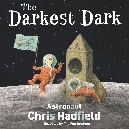 The
Darkest Dark
Astronaut
Chris Hadfield